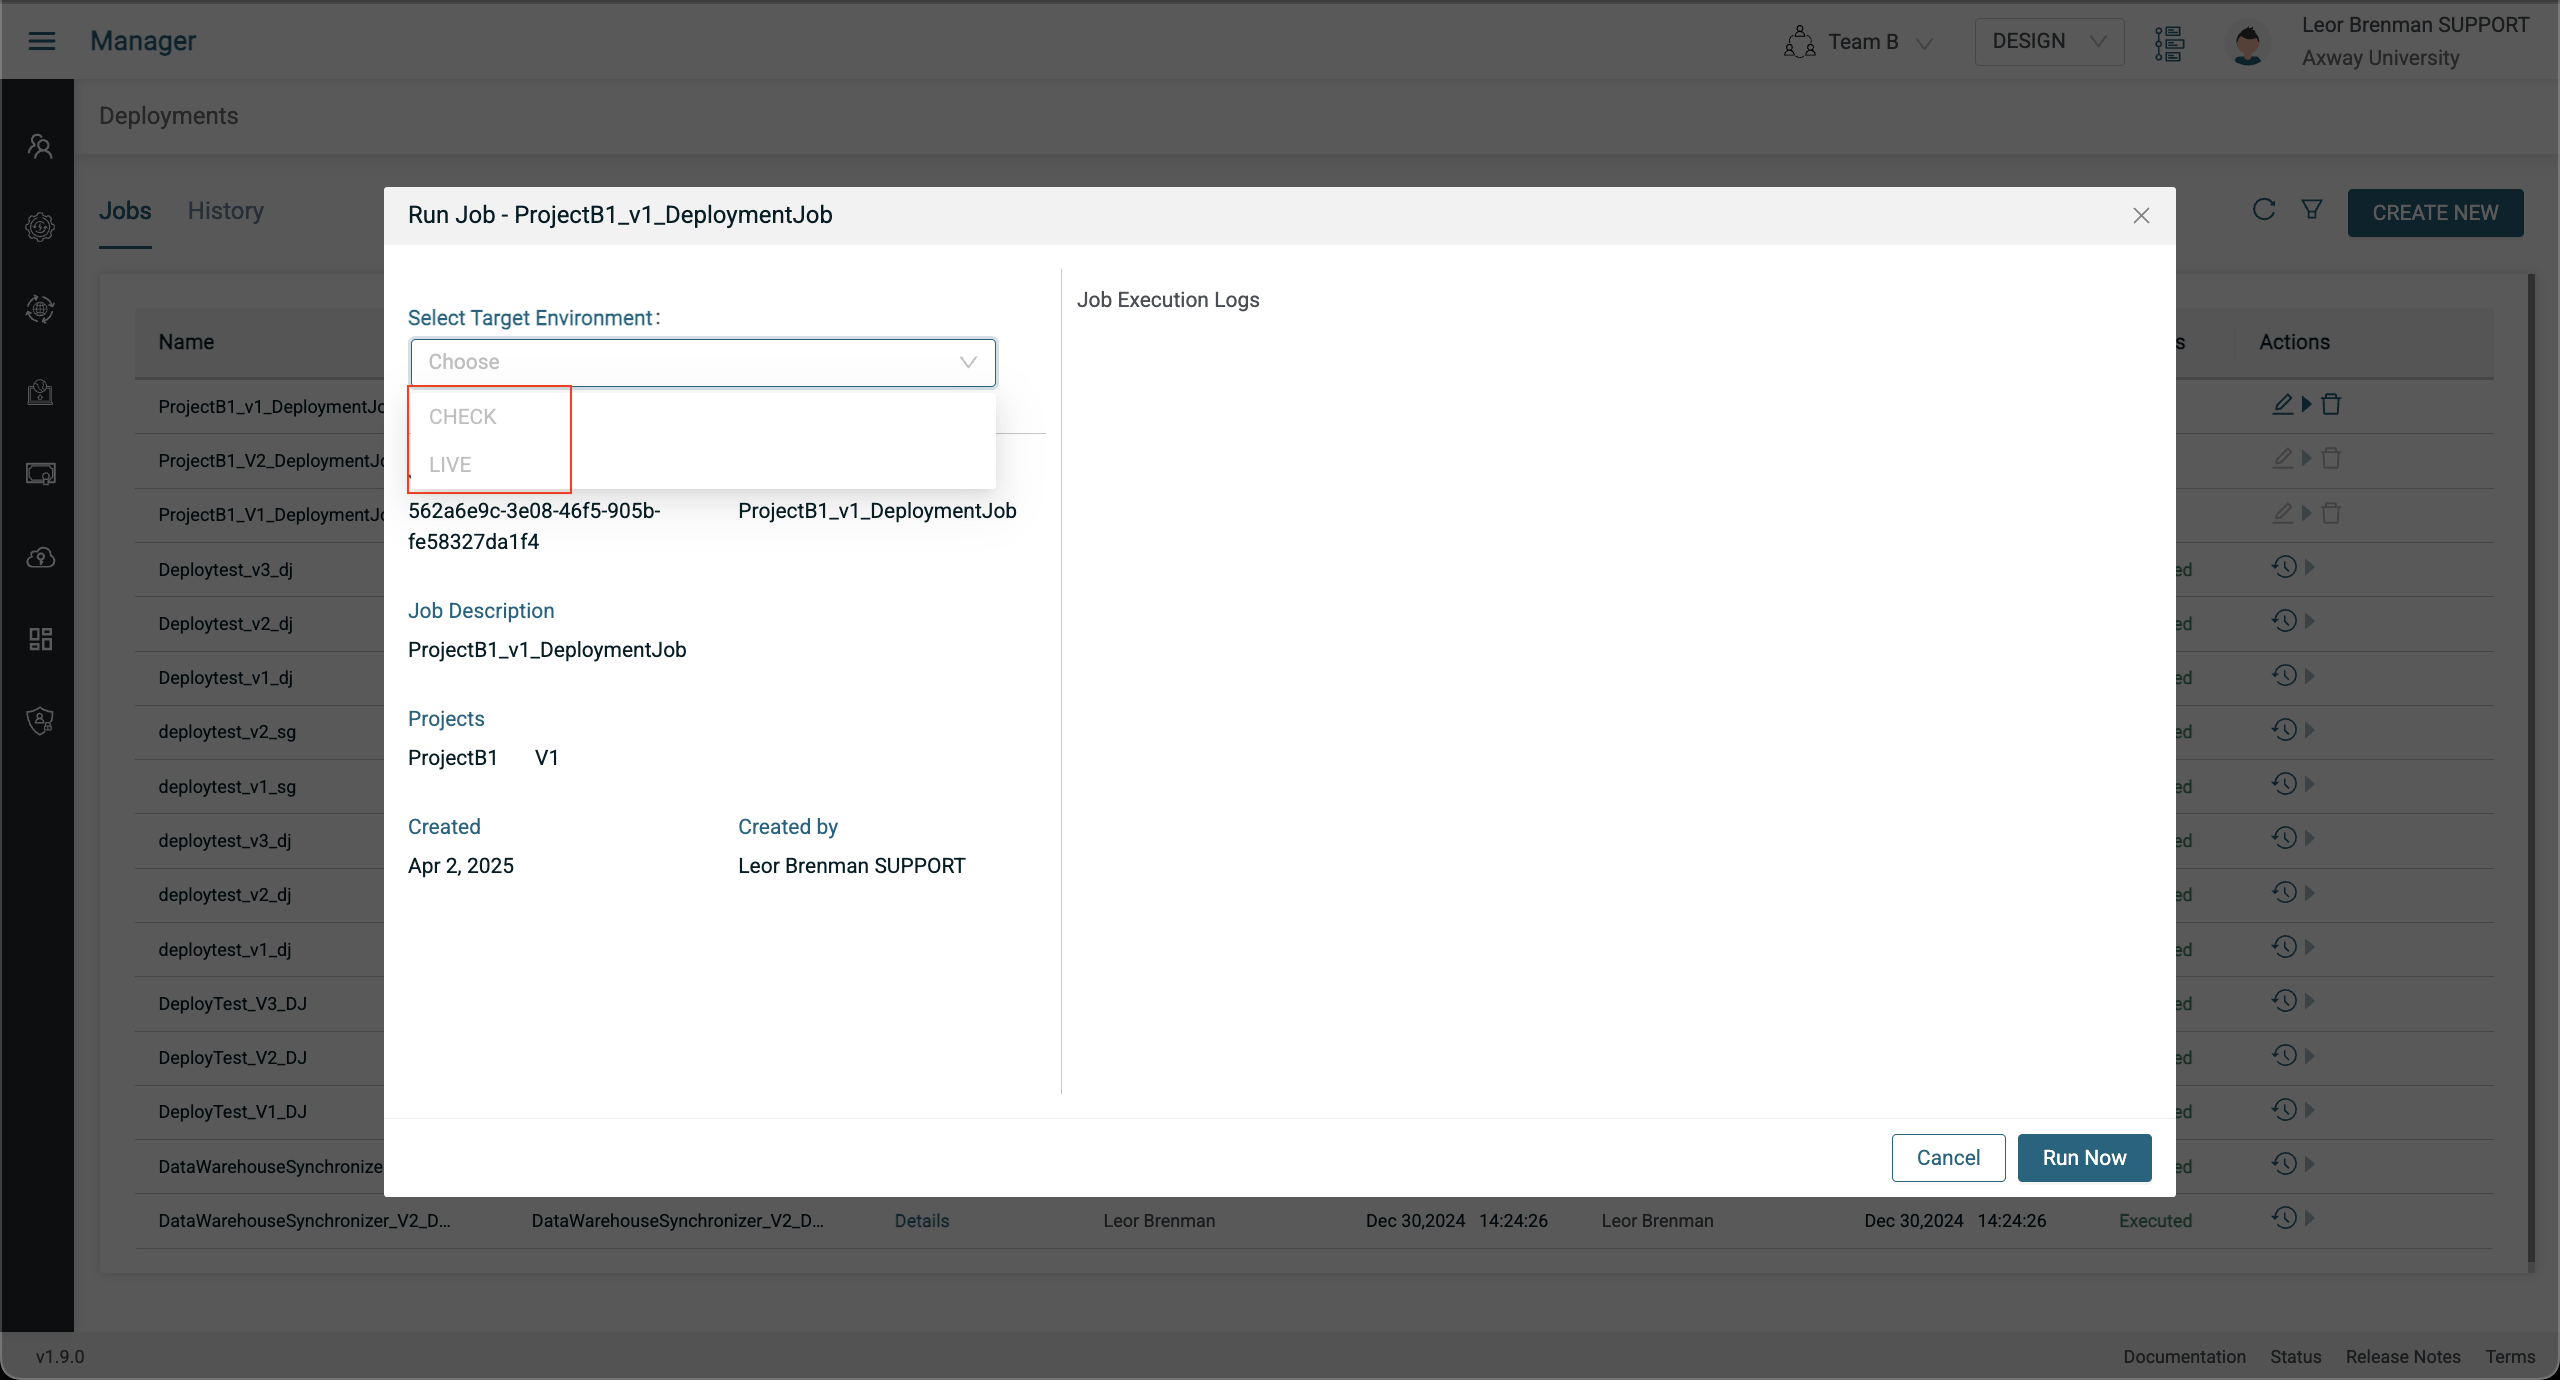 Manager
Team B
DESIGN
Leor Brenman SUPPORT
Axway University
Deployments
Jobs
History
CREATE NEW
Run Job - ProjectB1_v1_DeploymentJob
Select Target Environment:
Choose
CHECK
LIVE
562a6e9c-3e08-46f5-905b-
fe58327da1f4
ProjectB1_v1_DeploymentJob
Job Description
ProjectB1_v1_DeploymentJob
Projects
ProjectB1 V1
Created
Created by
Apr 2, 2025
Leor Brenman SUPPORT
Job Execution Logs
Cancel
Run Now
Name
Actions
ProjectB1_v1_DeploymentJo
ProjectB1_V2_DeploymentJo
ProjectB1_V1_DeploymentJo
Deploytest_v3_dj
ed
Deploytest_v2_dj
ed
Deploytest_v1_dj
ed
deploytest_v2_sg
ed
deploytest_v1_sg
ed
deploytest_v3_dj
ed
deploytest_v2_dj
ed
deploytest_v1_dj
ed
DeployTest_V3_DJ
ed
DeployTest_V2_DJ
ed
DeployTest_V1_DJ
ed
DataWarehouseSynchronize
ed
DataWarehouseSynchronizer_V2_D... DataWarehouseSynchronizer_V2_D... Details Leor Brenman Dec 30,2024 14:24:26 Leor Brenman Dec 30,2024 14:24:26 Executed
v1.9.0
Documentation Status Release Notes Terms